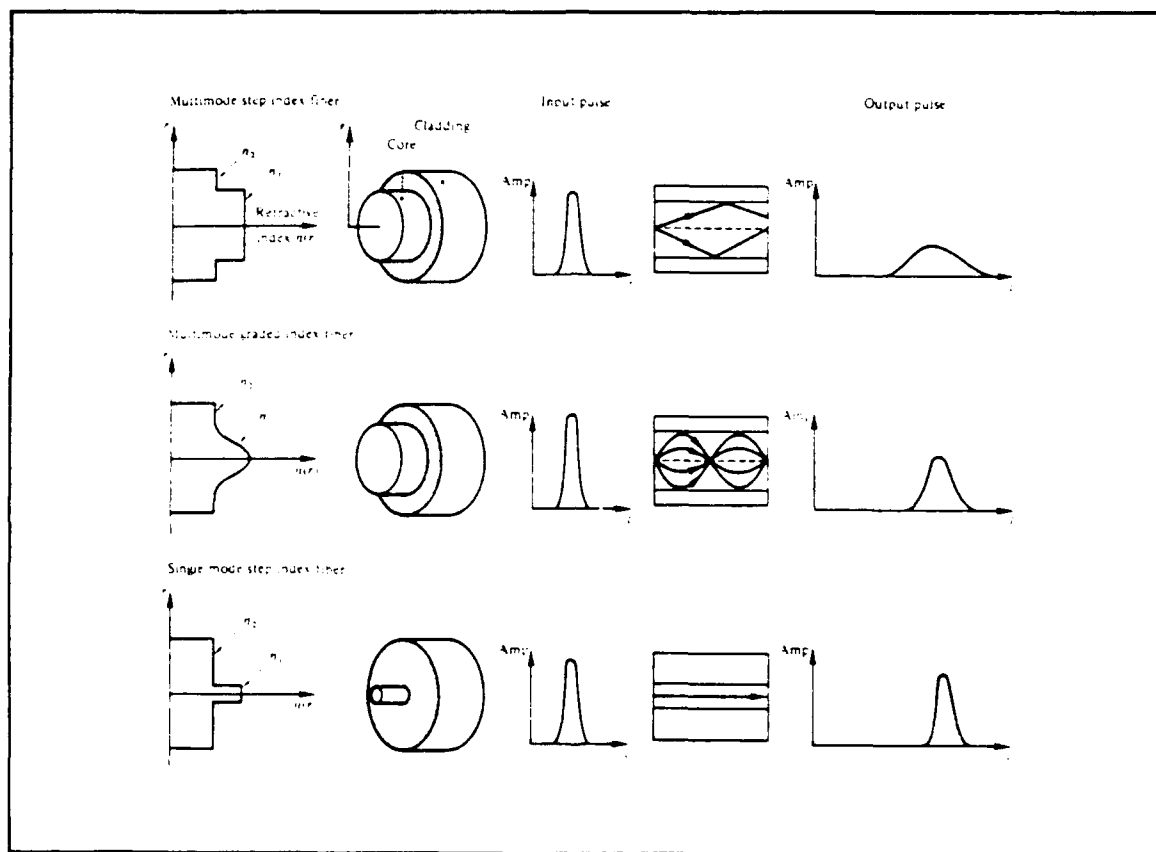 Multimode step index fiber
Input pulse
Output pulse
r
r
Cladding
Core
n₂
n₁
Amp
Amp
Refractive
index n(r)
Multimode graded index fiber
n₂
Amp
n(r)
Single mode step index fiber
n₂
n₁
Amp
Amp
n(r)